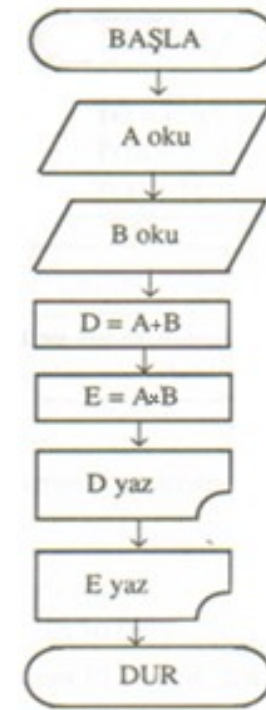 BAŞLA
A oku
B oku
D = A+B
E = A*B
D yaz
E yaz
DUR